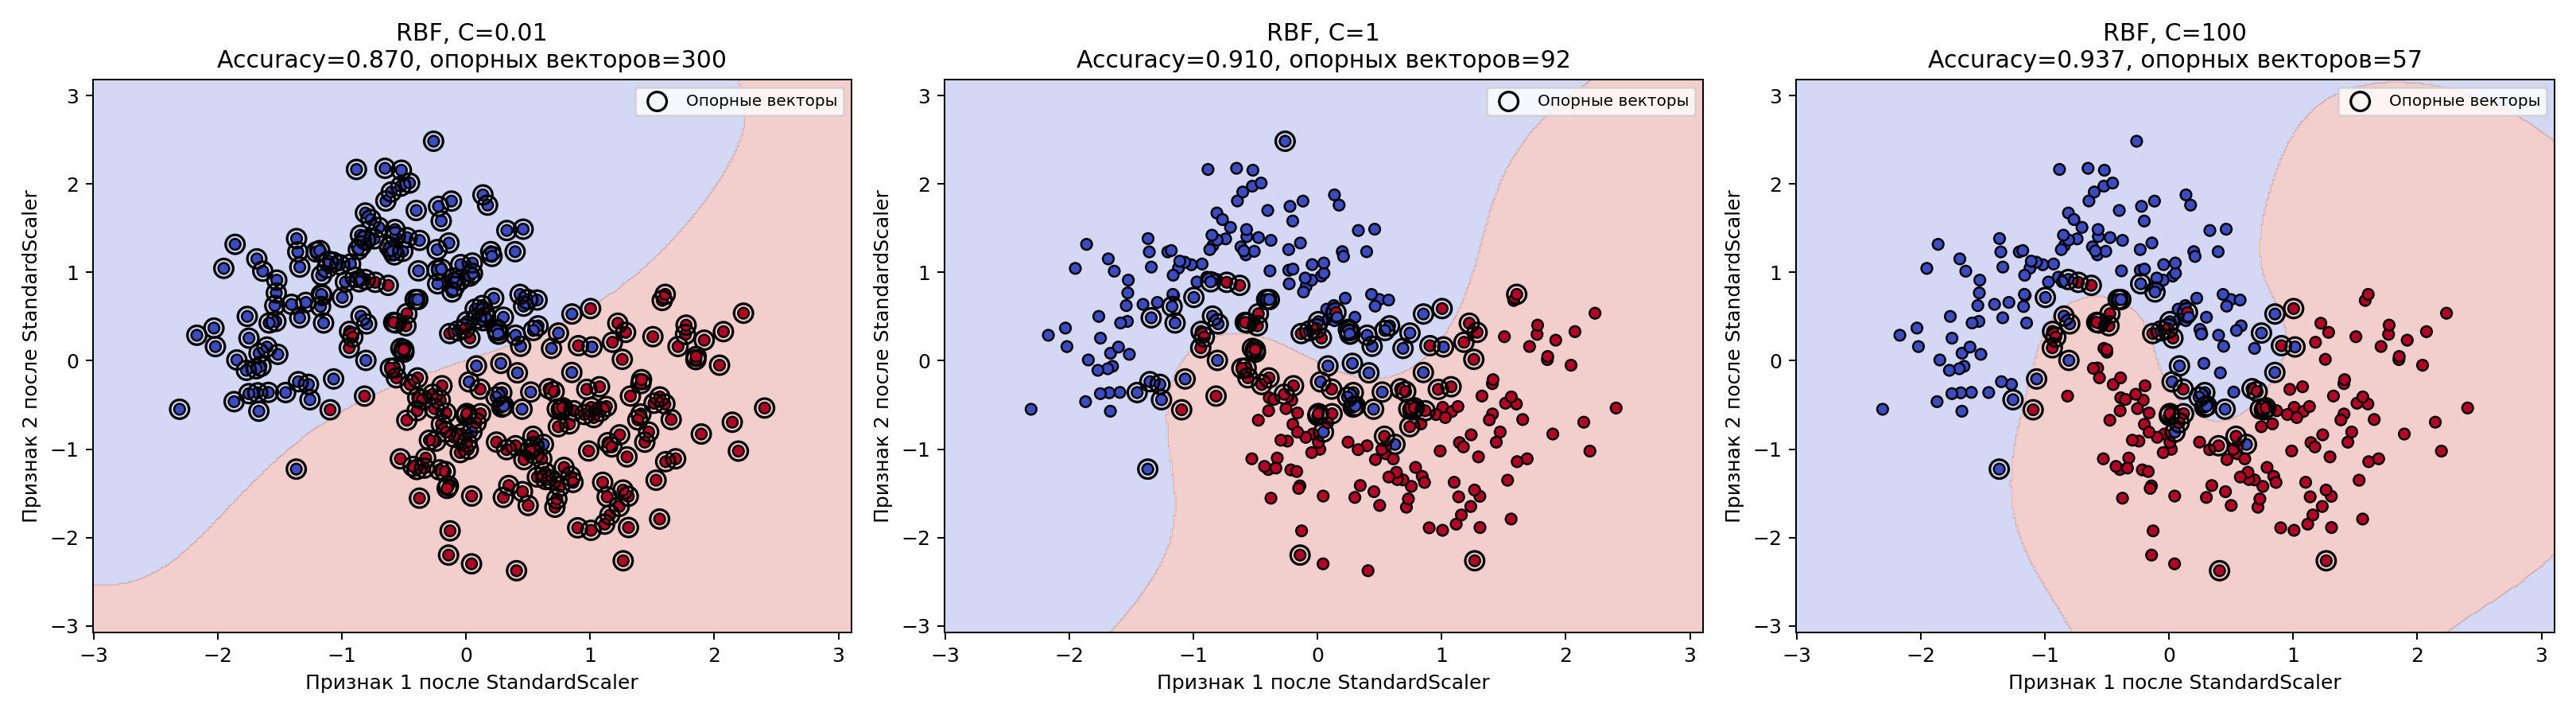 RBF, C=0.01
Accuracy=0.870, опорных векторов=300
Опорные векторы
3
2
1
0
−1
−2
−3
−3
−2
−1
0
1
2
3
Признак 2 после StandardScaler
Признак 1 после StandardScaler
RBF, C=1
Accuracy=0.910, опорных векторов=92
Опорные векторы
3
2
1
0
−1
−2
−3
−3
−2
−1
0
1
2
3
Признак 2 после StandardScaler
Признак 1 после StandardScaler
RBF, C=100
Accuracy=0.937, опорных векторов=57
Опорные векторы
3
2
1
0
−1
−2
−3
−3
−2
−1
0
1
2
3
Признак 2 после StandardScaler
Признак 1 после StandardScaler